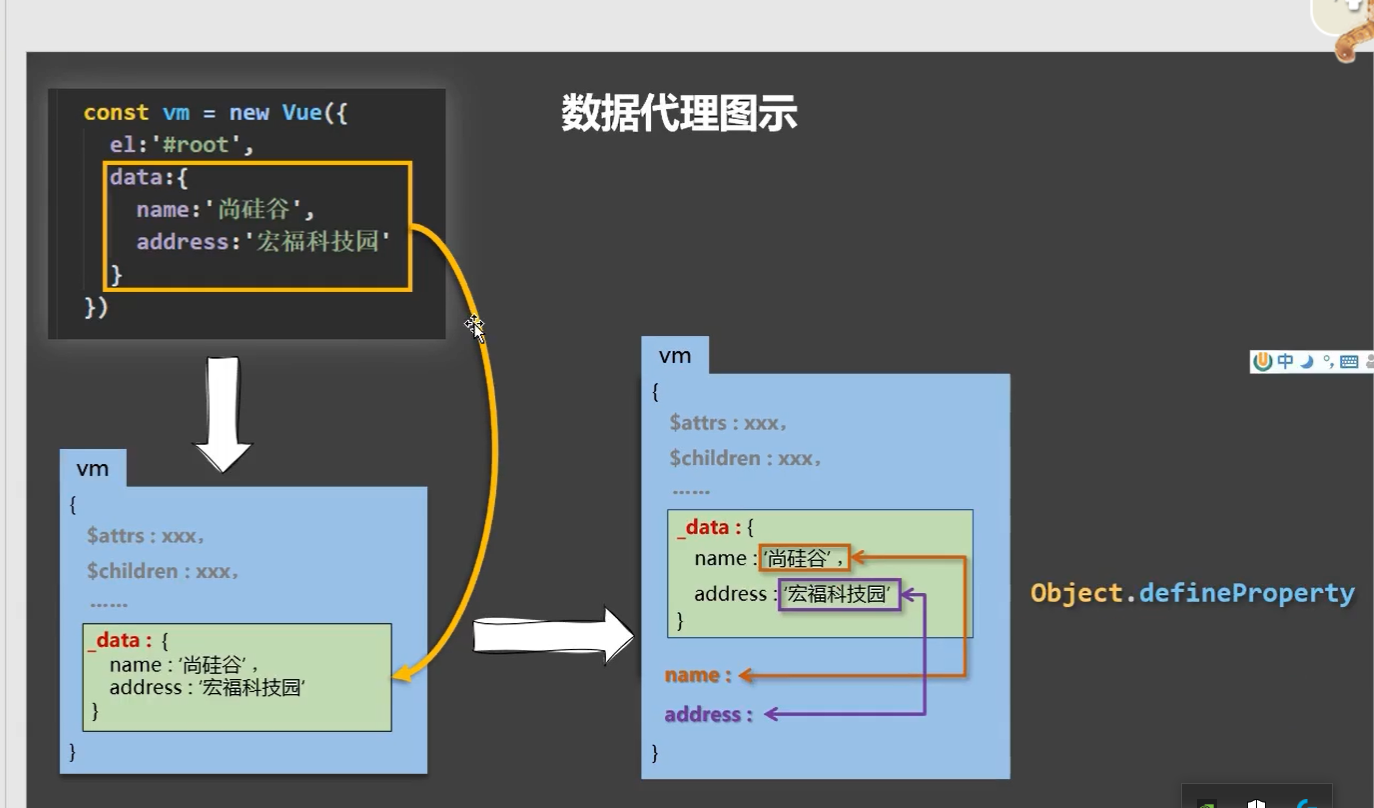 数据代理图示
const vm = new Vue({
el:'#root',
data:{
name:'尚硅谷',
address:'宏福科技园'
}
})
vm
{
$attrs : xxx，
$children : xxx，
……
_data : {
name : ‘尚硅谷’ ,
address : ‘宏福科技园’
}
}
vm
{
$attrs : xxx，
$children : xxx，
……
_data : {
name : ‘尚硅谷’ ,
address : ‘宏福科技园’
}
name :
address :
}
Object.defineProperty
中